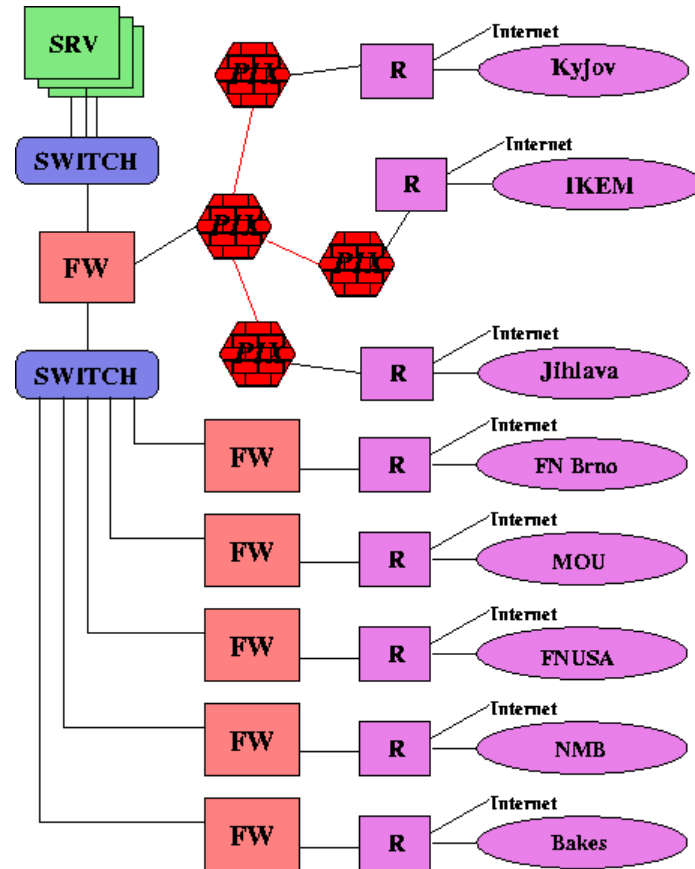 SRV
PIX
R
Internet
Kyjov
SWITCH
R
Internet
IKEM
FW
PIX
PIX
SWITCH
PIX
R
Internet
Jihlava
FW
R
Internet
FN Brno
FW
R
Internet
MOU
FW
R
Internet
FNUSA
FW
R
Internet
NMB
FW
R
Internet
Bakes